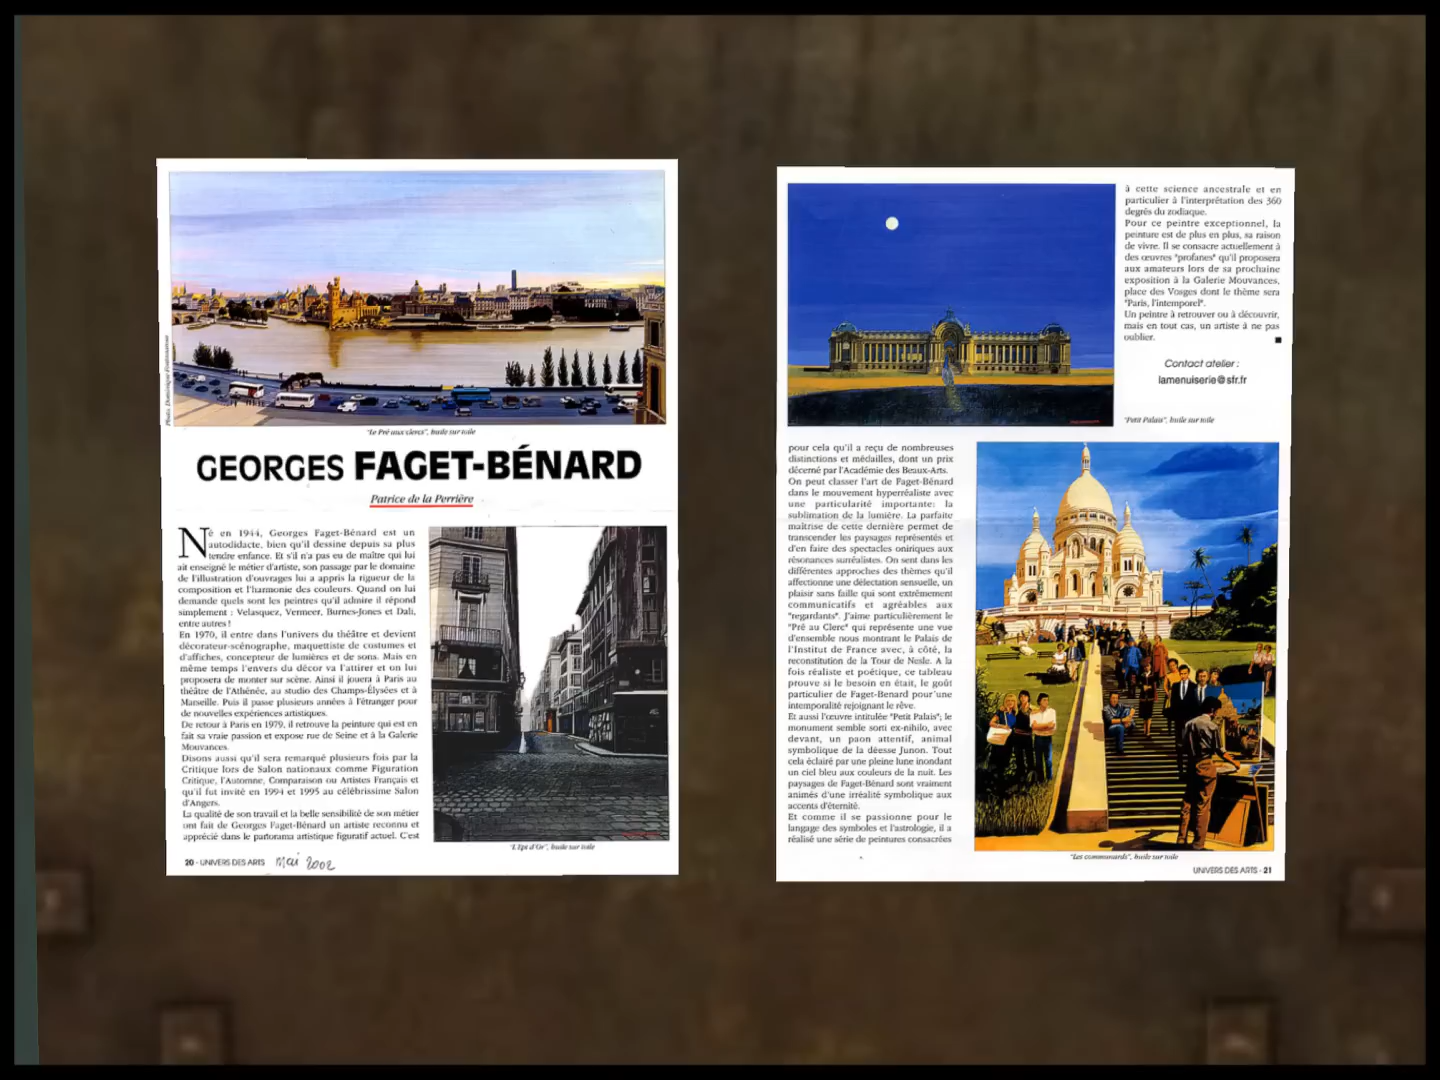 Photo Dominique Fontenateau
"Le Pré aux clercs", huile sur toile
GEORGES FAGET-BÉNARD
Patrice de la Perrière
Né en 1944, Georges Faget-Bénard est un
autodidacte, bien qu'il dessine depuis sa plus
tendre enfance. Et s'il n'a pas eu de maître qui lui
ait enseigné le métier d'artiste, son passage par le domaine
de l'illustration d'ouvrages lui a appris la rigueur de la
composition et l'harmonie des couleurs. Quand on lui
demande quels sont les peintres qu'il admire il répond
simplement : Velasquez, Vermeer, Burnes-Jones et Dali,
entre autres !
En 1970, il entre dans l'univers du théâtre et devient
décorateur-scénographe, maquettiste de costumes et
d'affiches, concepteur de lumières et de sons. Mais en
même temps l'envers du décor va l'attirer et on lui
proposera de monter sur scène. Ainsi il jouera à Paris au
théâtre de l'Athénée, au studio des Champs-Élysées et à
Marseille. Puis il passe plusieurs années à l'étranger pour
de nouvelles expériences artistiques.
De retour à Paris en 1979, il retrouve la peinture qui est en
fait sa vraie passion et expose rue de Seine et à la Galerie
Mouvances.
Disons aussi qu'il sera remarqué plusieurs fois par la
Critique lors de Salon nationaux comme Figuration
Critique, l'Automne, Comparaison ou Artistes Français et
qu'il fut invité en 1994 et 1995 au célébrissime Salon
d'Angers.
La qualité de son travail et la belle sensibilité de son métier
ont fait de Georges Faget-Bénard un artiste reconnu et
apprécié dans le panorama artistique figuratif actuel. C'est
"L'Ept d'Or", huile sur toile
20 - UNIVERS DES ARTS Mai 2002
pour cela qu'il a reçu de nombreuses
distinctions et médailles, dont un prix
décerné par l'Académie des Beaux-Arts.
On peut classer l'art de Faget-Bénard
dans le mouvement hyperréaliste avec
une particularité importante: la
sublimation de la lumière. La parfaite
maîtrise de cette dernière permet de
transcender les paysages représentés et
d'en faire des spectacles oniriques aux
résonances surréalistes. On sent dans les
différentes approches des thèmes qu'il
affectionne une délectation sensuelle, un
plaisir sans faille qui sont extrêmement
communicatifs et agréables aux
"regardants". J'aime particulièrement le
"Pré au Clerc" qui représente une vue
d'ensemble nous montrant le Palais de
l'Institut de France avec, à côté, la
reconstitution de la Tour de Nesle. A la
fois réaliste et poétique, ce tableau
prouve si le besoin en était, le goût
particulier de Faget-Benard pour une
intemporalité rejoignant le rêve.
Et aussi l'œuvre intitulée "Petit Palais"; le
monument semble sorti ex-nihilo, avec
devant, un paon attentif, animal
symbolique de la déesse Junon. Tout
cela éclairé par une pleine lune inondant
un ciel bleu aux couleurs de la nuit. Les
paysages de Faget-Bénard sont vraiment
animés d'une irréalité symbolique aux
accents d'éternité.
Et comme il se passionne pour le
langage des symboles et l'astrologie, il a
réalisé une série de peintures consacrées
à cette science ancestrale et en
particulier à l'interprétation des 360
degrés du zodiaque.
Pour ce peintre exceptionnel, la
peinture est de plus en plus, sa raison
de vivre. Il se consacre actuellement à
des œuvres "profanes" qu'il proposera
aux amateurs lors de sa prochaine
exposition à la Galerie Mouvances,
place des Vosges dont le thème sera
"Paris, l'intemporel".
Un peintre à retrouver ou à découvrir,
mais en tout cas, un artiste à ne pas
oublier.
Contact atelier :
lamenuiserie@sfr.fr
"Petit Palais", huile sur toile
"Les communards", huile sur toile
UNIVERS DES ARTS - 21